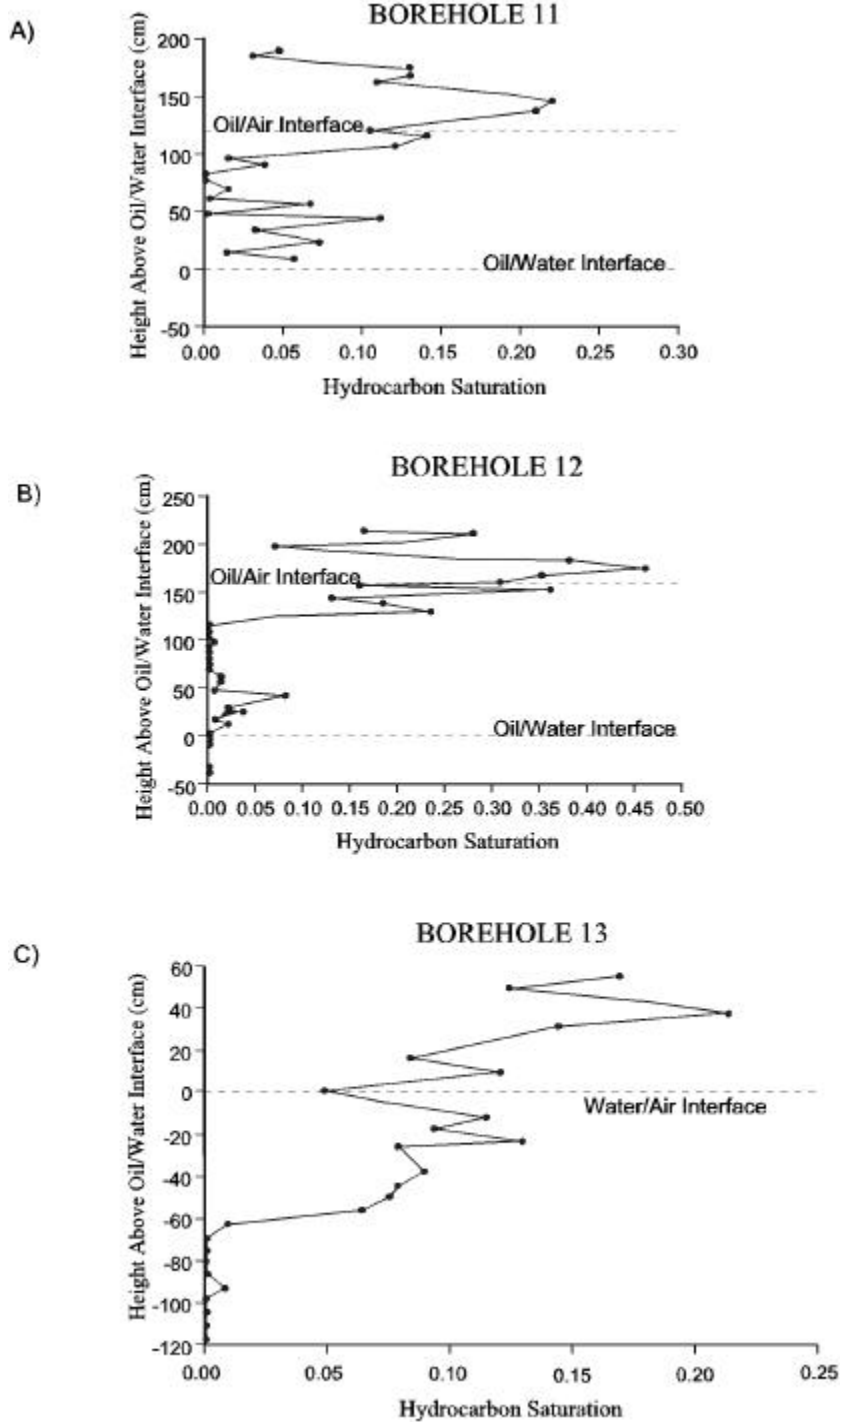 A)
BOREHOLE 11
Height Above Oil/Water Interface (cm)
200
150
100
50
0
-50
Oil/Air Interface
Oil/Water Interface
0.00 0.05 0.10 0.15 0.20 0.25 0.30
Hydrocarbon Saturation
B)
BOREHOLE 12
Height Above Oil/Water Interface (cm)
250
200
150
100
50
0
-50
Oil/Air Interface
Oil/Water Interface
0.00 0.05 0.10 0.15 0.20 0.25 0.30 0.35 0.40 0.45 0.50
Hydrocarbon Saturation
C)
BOREHOLE 13
Height Above Oil/Water Interface (cm)
60
40
20
0
-20
-40
-60
-80
-100
-120
Water/Air Interface
0.00 0.05 0.10 0.15 0.20 0.25
Hydrocarbon Saturation